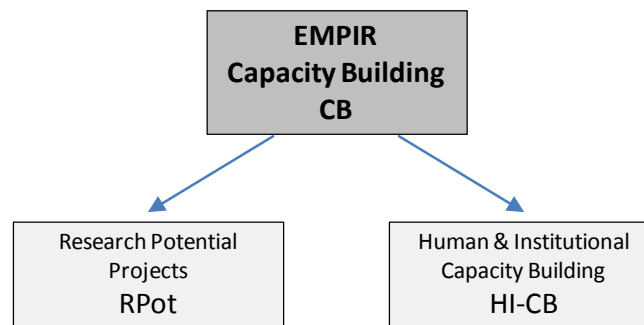 EMPIR
Capacity Building
CB
Research Potential
Projects
RPot
Human & Institutional
Capacity Building
HI-CB